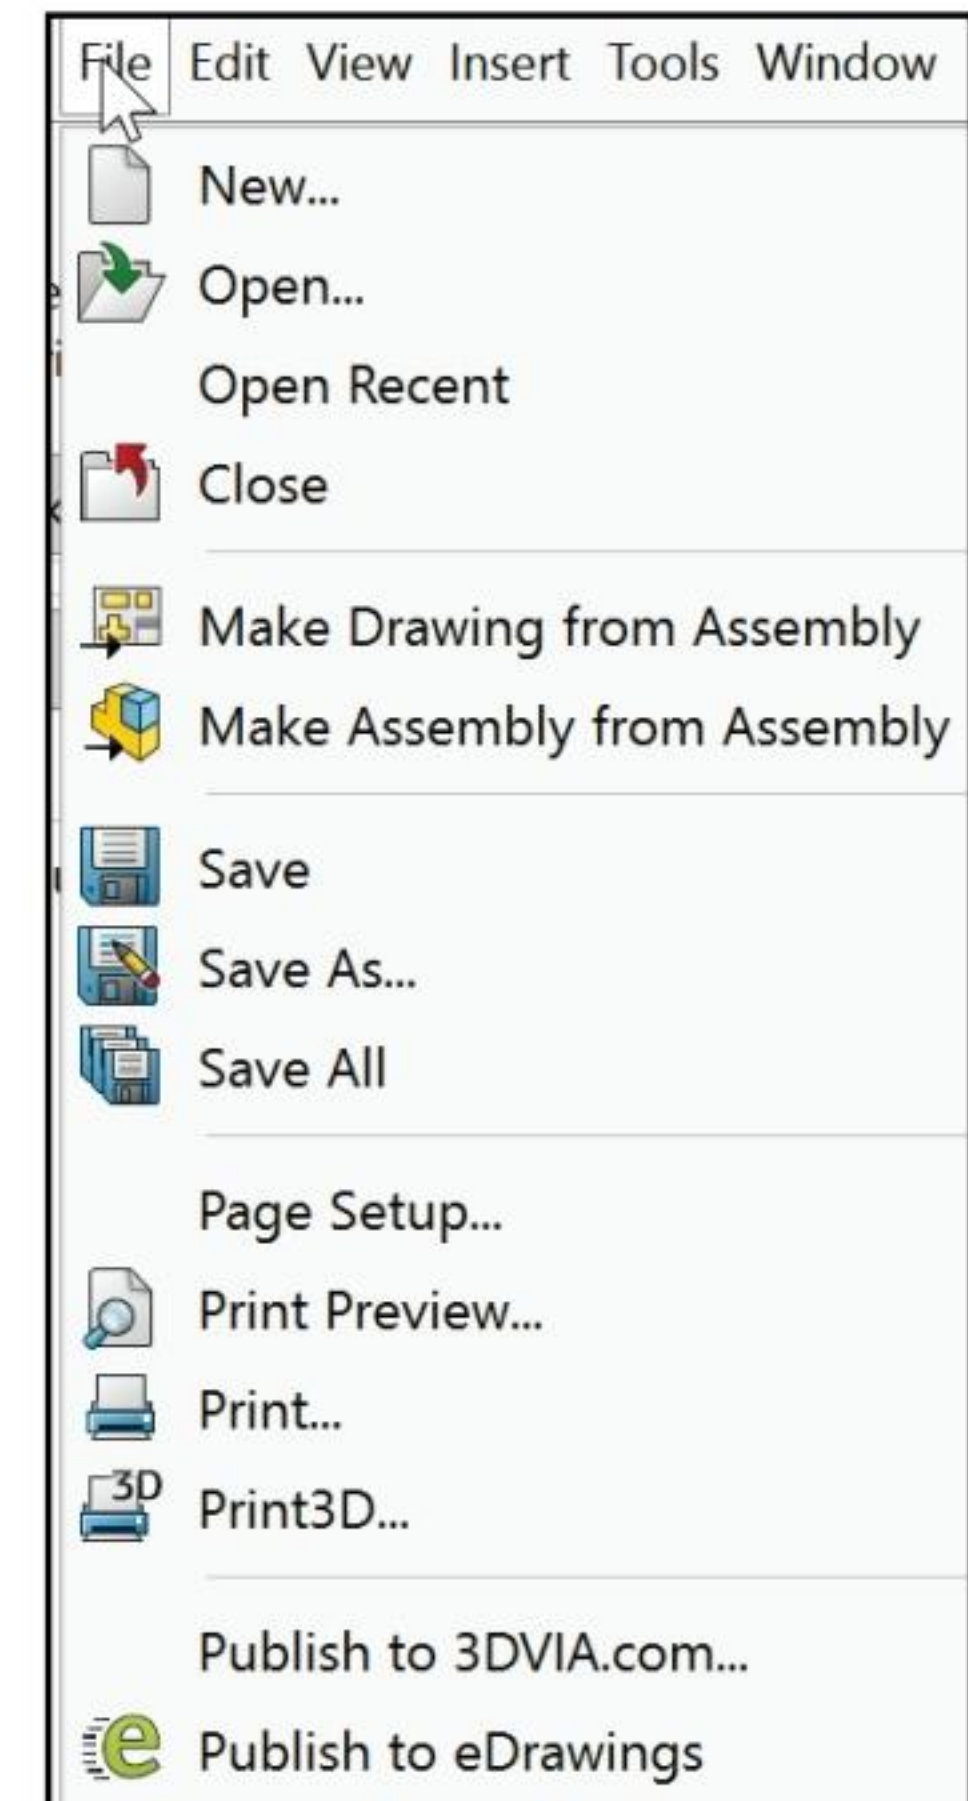 File Edit View Insert Tools Window
New...
Open...
Open Recent
Close
Make Drawing from Assembly
Make Assembly from Assembly
Save
Save As...
Save All
Page Setup...
Print Preview...
Print...
3D
Print3D...
Publish to 3DVIA.com...
e
Publish to eDrawings